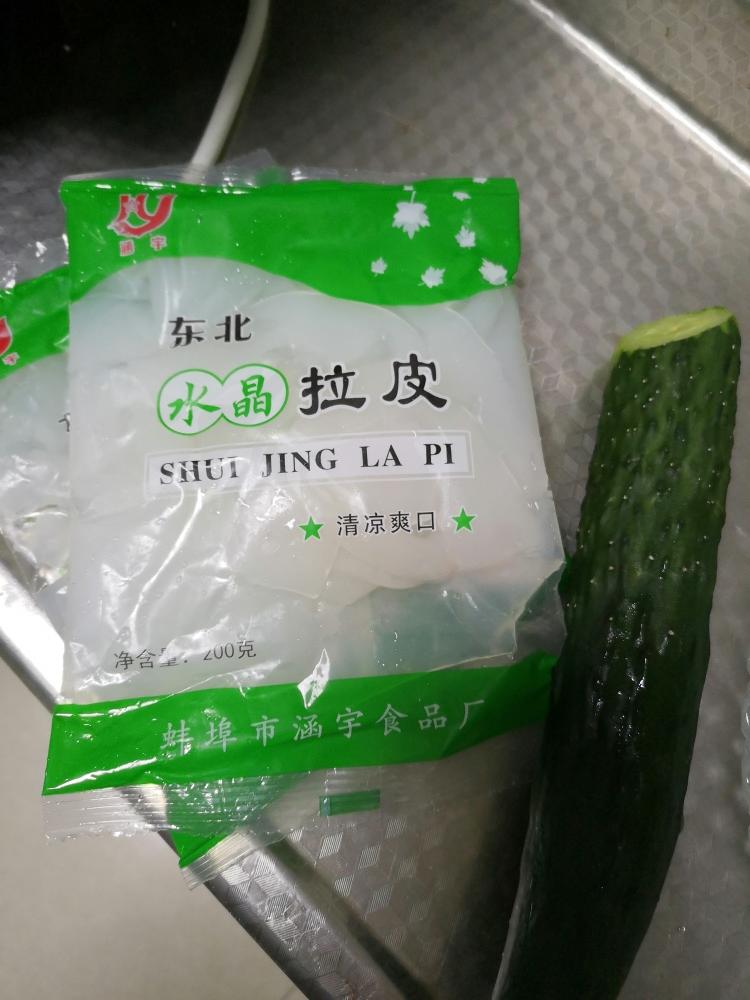 涵宇
东北
水晶拉皮
SHUI JING LA PI
清凉爽口
净含量：200克
蚌埠市涵宇食品厂